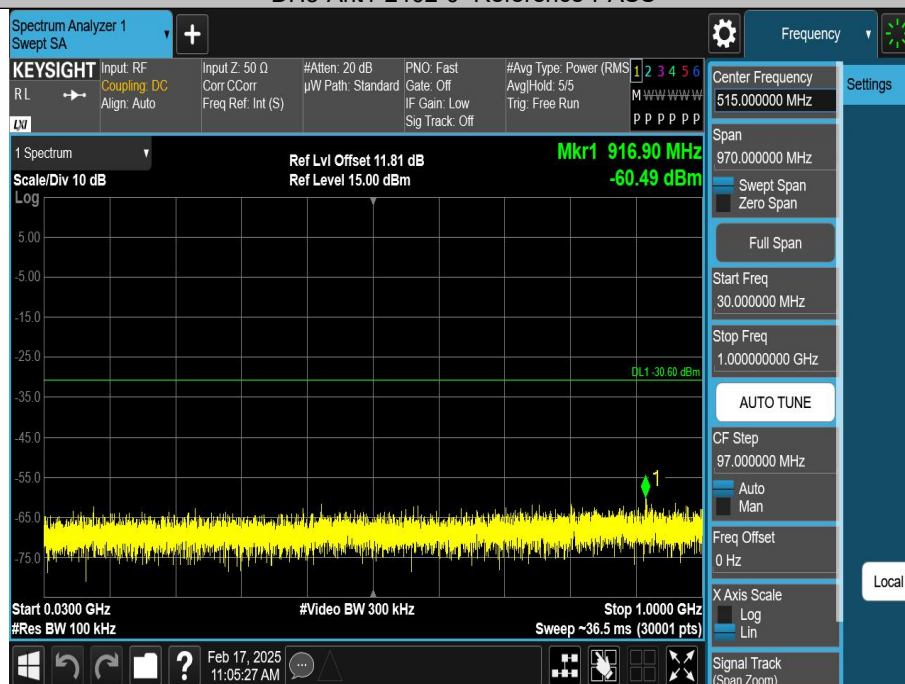 Spectrum Analyzer 1
Swept SA
+
Frequency
KEYSIGHT
RL
LXI
Input: RF
Coupling: DC
Align: Auto
Input Z: 50 Ω
Corr CCorr
Freq Ref: Int (S)
#Atten: 20 dB
µW Path: Standard
PNO: Fast
Gate: Off
IF Gain: Low
Sig Track: Off
#Avg Type: Power (RMS
Avg|Hold: 5/5
Trig: Free Run
1 2 3 4 5 6
M W W W W W
P P P P P P
1 Spectrum
Scale/Div 10 dB
Log
Ref Lvl Offset 11.81 dB
Ref Level 15.00 dBm
Mkr1 916.90 MHz
-60.49 dBm
5.00
-5.00
-15.0
-25.0
DL1 -30.60 dBm
-35.0
-45.0
-55.0
1
-65.0
-75.0
Start 0.0300 GHz
#Video BW 300 kHz
Stop 1.0000 GHz
#Res BW 100 kHz
Sweep ~36.5 ms (30001 pts)
Center Frequency
515.000000 MHz
Settings
Span
970.000000 MHz
Swept Span
Zero Span
Full Span
Start Freq
30.000000 MHz
Stop Freq
1.000000000 GHz
AUTO TUNE
CF Step
97.000000 MHz
Auto
Man
Freq Offset
0 Hz
Local
X Axis Scale
Log
Lin
Signal Track
(Span Zoom)
?
Feb 17, 2025
11:05:27 AM